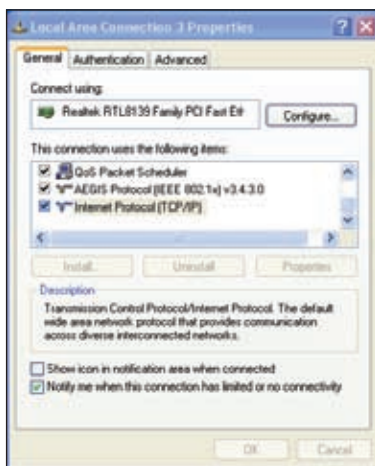 Local Area Connection 3 Properties
General Authentication Advanced
Connect using:
Realtek RTL8139 Family PCI Fast Eth
Configure...
This connection uses the following items:
QoS Packet Scheduler
AEGIS Protocol (IEEE 802.1x) v3.4.3.0
Internet Protocol (TCP/IP)
Install... Uninstall Properties
Description
Transmission Control Protocol/Internet Protocol. The default
wide area network protocol that provides communication
across diverse interconnected networks.
Show icon in notification area when connected
Notify me when this connection has limited or no connectivity
OK Cancel